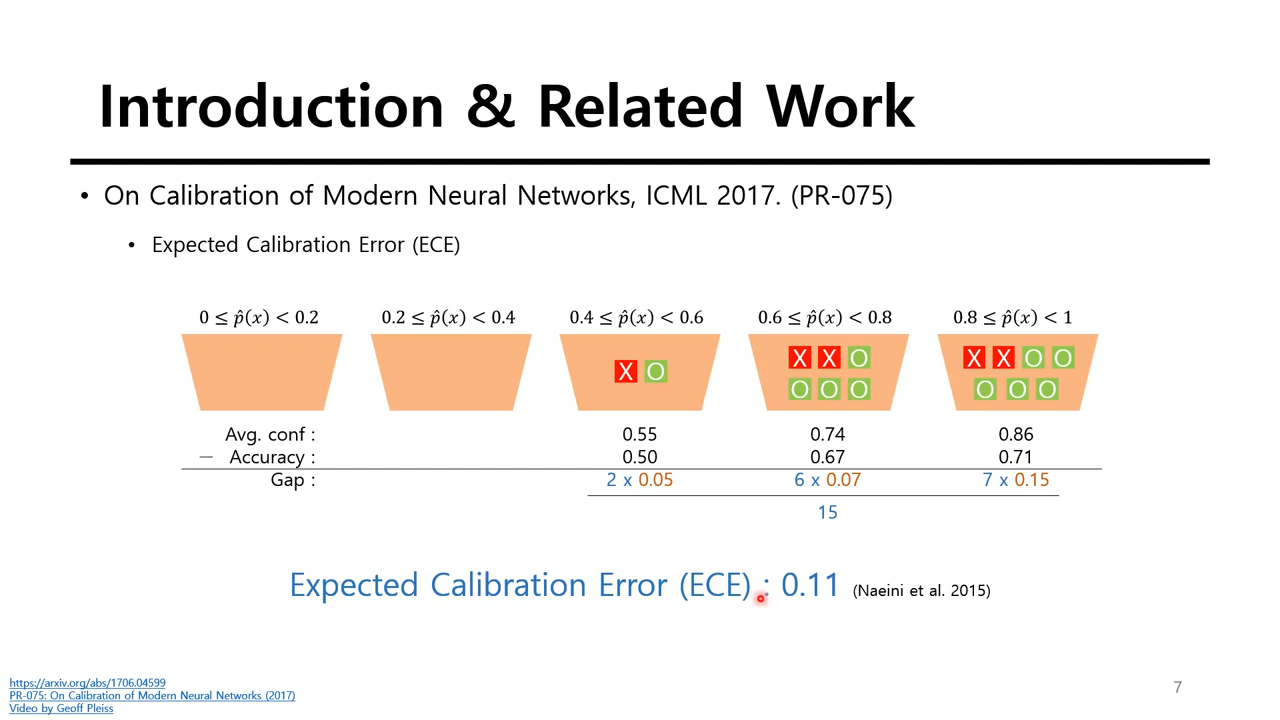 Introduction & Related Work
• On Calibration of Modern Neural Networks, ICML 2017. (PR-075)
• Expected Calibration Error (ECE)
0 ≤ p̂(x) < 0.2 0.2 ≤ p̂(x) < 0.4 0.4 ≤ p̂(x) < 0.6 0.6 ≤ p̂(x) < 0.8 0.8 ≤ p̂(x) < 1
X O X X O X X O O
O O O O O O
Avg. conf : 0.55 0.74 0.86
− Accuracy : 0.50 0.67 0.71
Gap : 2 x 0.05 6 x 0.07 7 x 0.15
15
Expected Calibration Error (ECE) : 0.11 (Naeini et al. 2015)
https://arxiv.org/abs/1706.04599
PR-075: On Calibration of Modern Neural Networks (2017)
Video by Geoff Pleiss
7